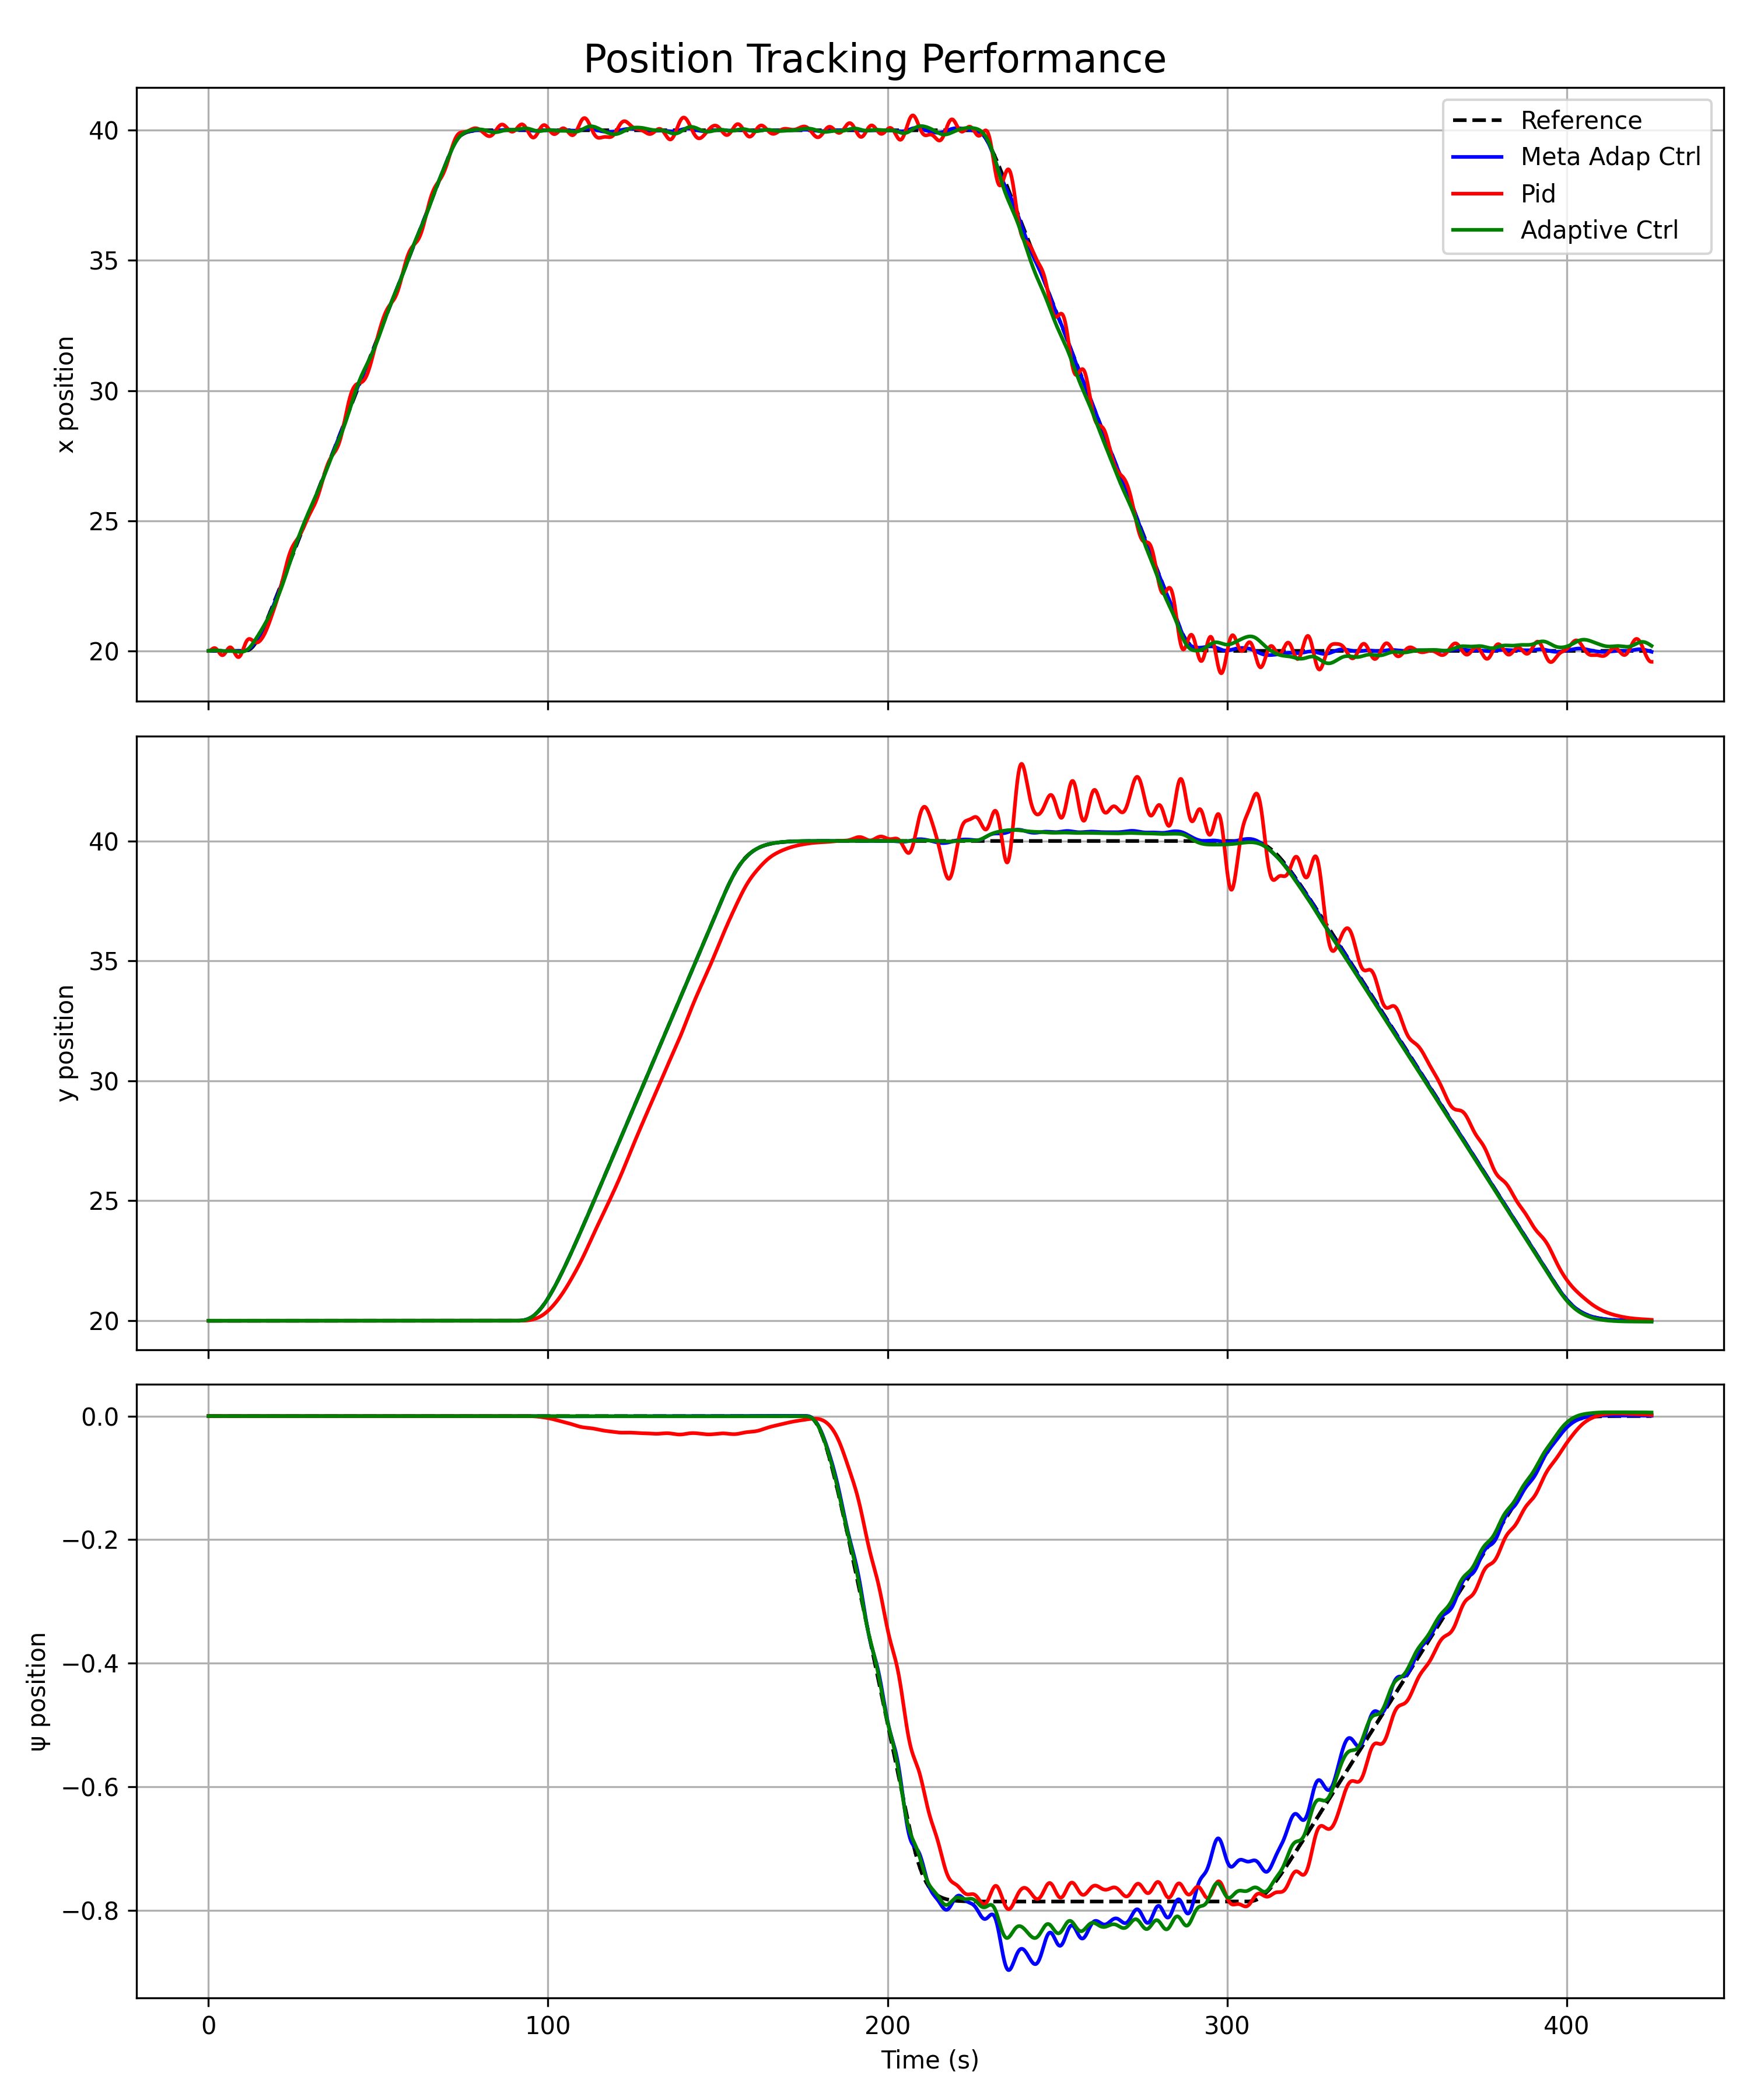 Position Tracking Performance
40
35
30
25
20
x position
Reference
Meta Adap Ctrl
Pid
Adaptive Ctrl
40
35
30
25
20
y position
0.0
−0.2
−0.4
−0.6
−0.8
ψ position
0 100 200 300 400
Time (s)